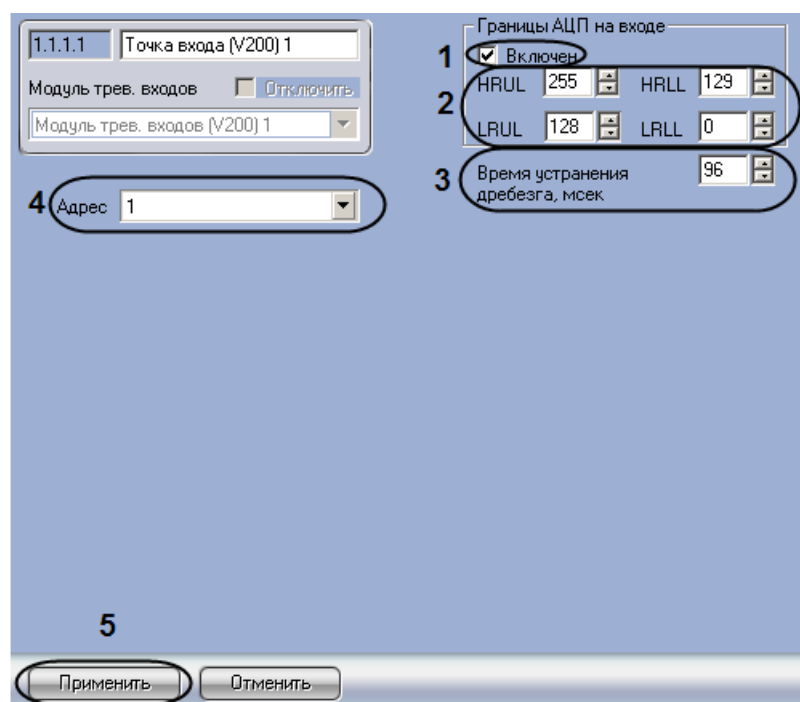 1.1.1.1 Точка входа (V200) 1
Модуль трев. входов Отключить
Модуль трев. входов (V200) 1
4 Адрес 1
Границы АЦП на входе
1 Включен
2
HRUL 255 HRLL 129
LRUL 128 LRLL 0
3 Время устранения 96
дребезга, мсек
5
Применить Отменить